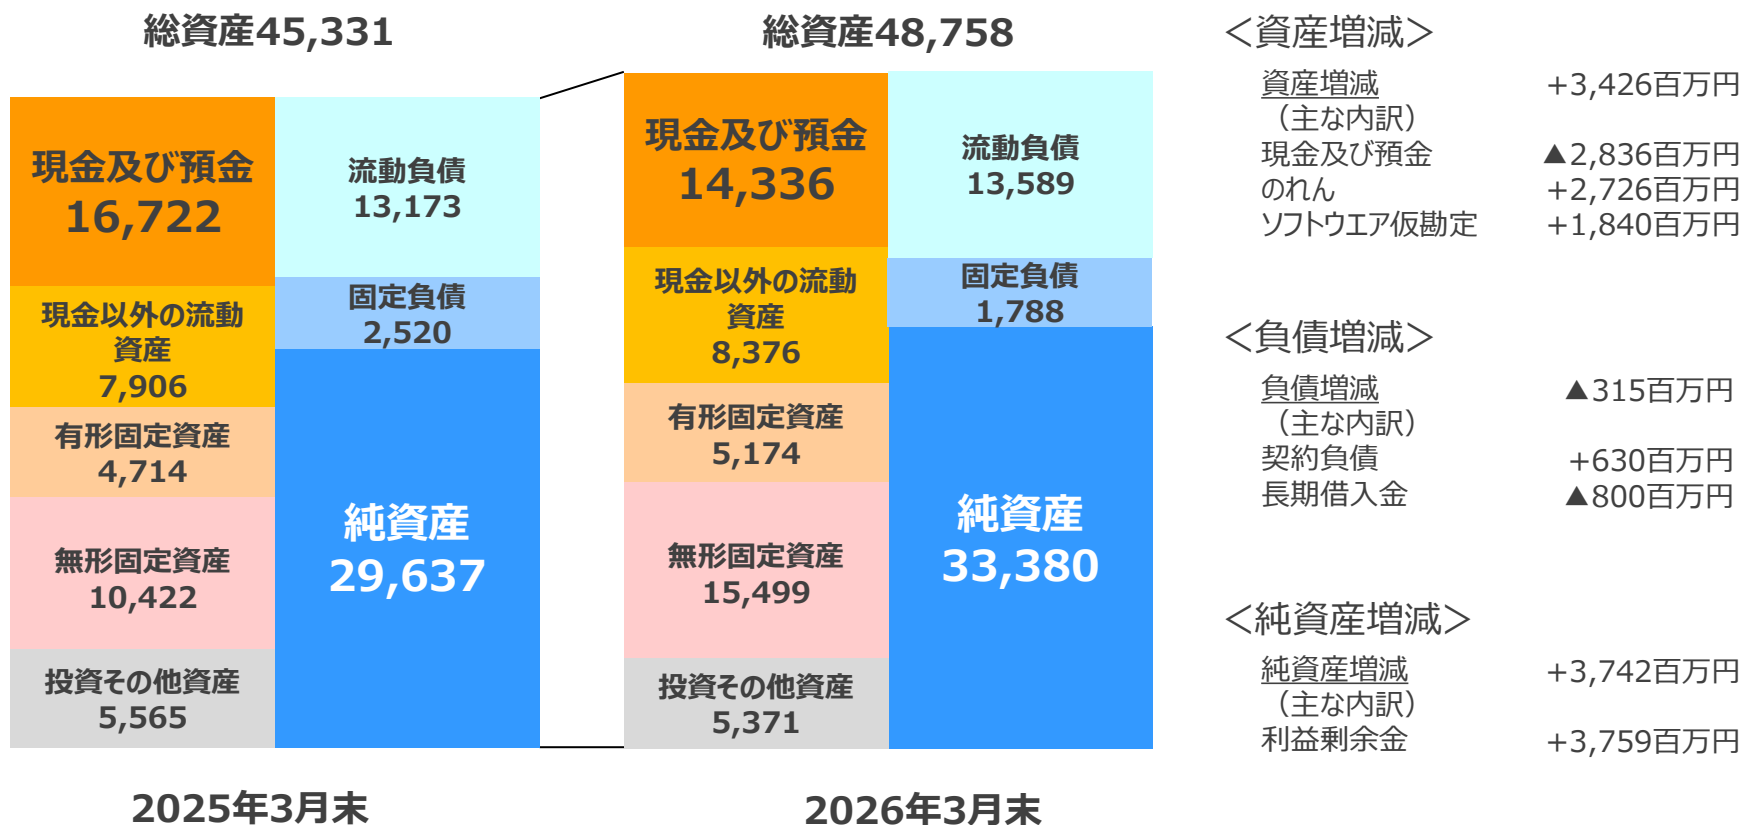 総資産45,331
現金及び預金
16,722
現金以外の流動
資産
7,906
有形固定資産
4,714
無形固定資産
10,422
投資その他資産
5,565
流動負債
13,173
固定負債
2,520
純資産
29,637
2025年3月末
総資産48,758
現金及び預金
14,336
現金以外の流動
資産
8,376
有形固定資産
5,174
無形固定資産
15,499
投資その他資産
5,371
流動負債
13,589
固定負債
1,788
純資産
33,380
2026年3月末
＜資産増減＞
資産増減 +3,426百万円
（主な内訳）
現金及び預金 ▲2,836百万円
のれん +2,726百万円
ソフトウエア仮勘定 +1,840百万円
＜負債増減＞
負債増減 ▲315百万円
（主な内訳）
契約負債 +630百万円
長期借入金 ▲800百万円
＜純資産増減＞
純資産増減 +3,742百万円
（主な内訳）
利益剰余金 +3,759百万円